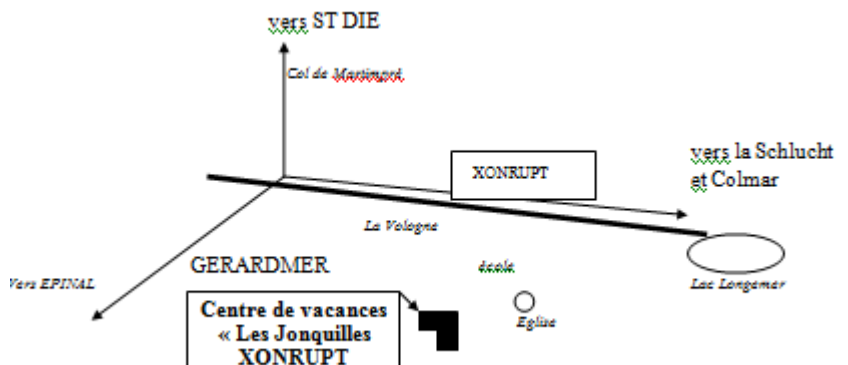 vers ST DIE
Col de Martimpré
XONRUPT
vers la Schlucht
et Colmar
La Vologne
GERARDMER
école
Vers EPINAL
Lac Longemer
Centre de vacances
« Les Jonquilles
XONRUPT
Eglise